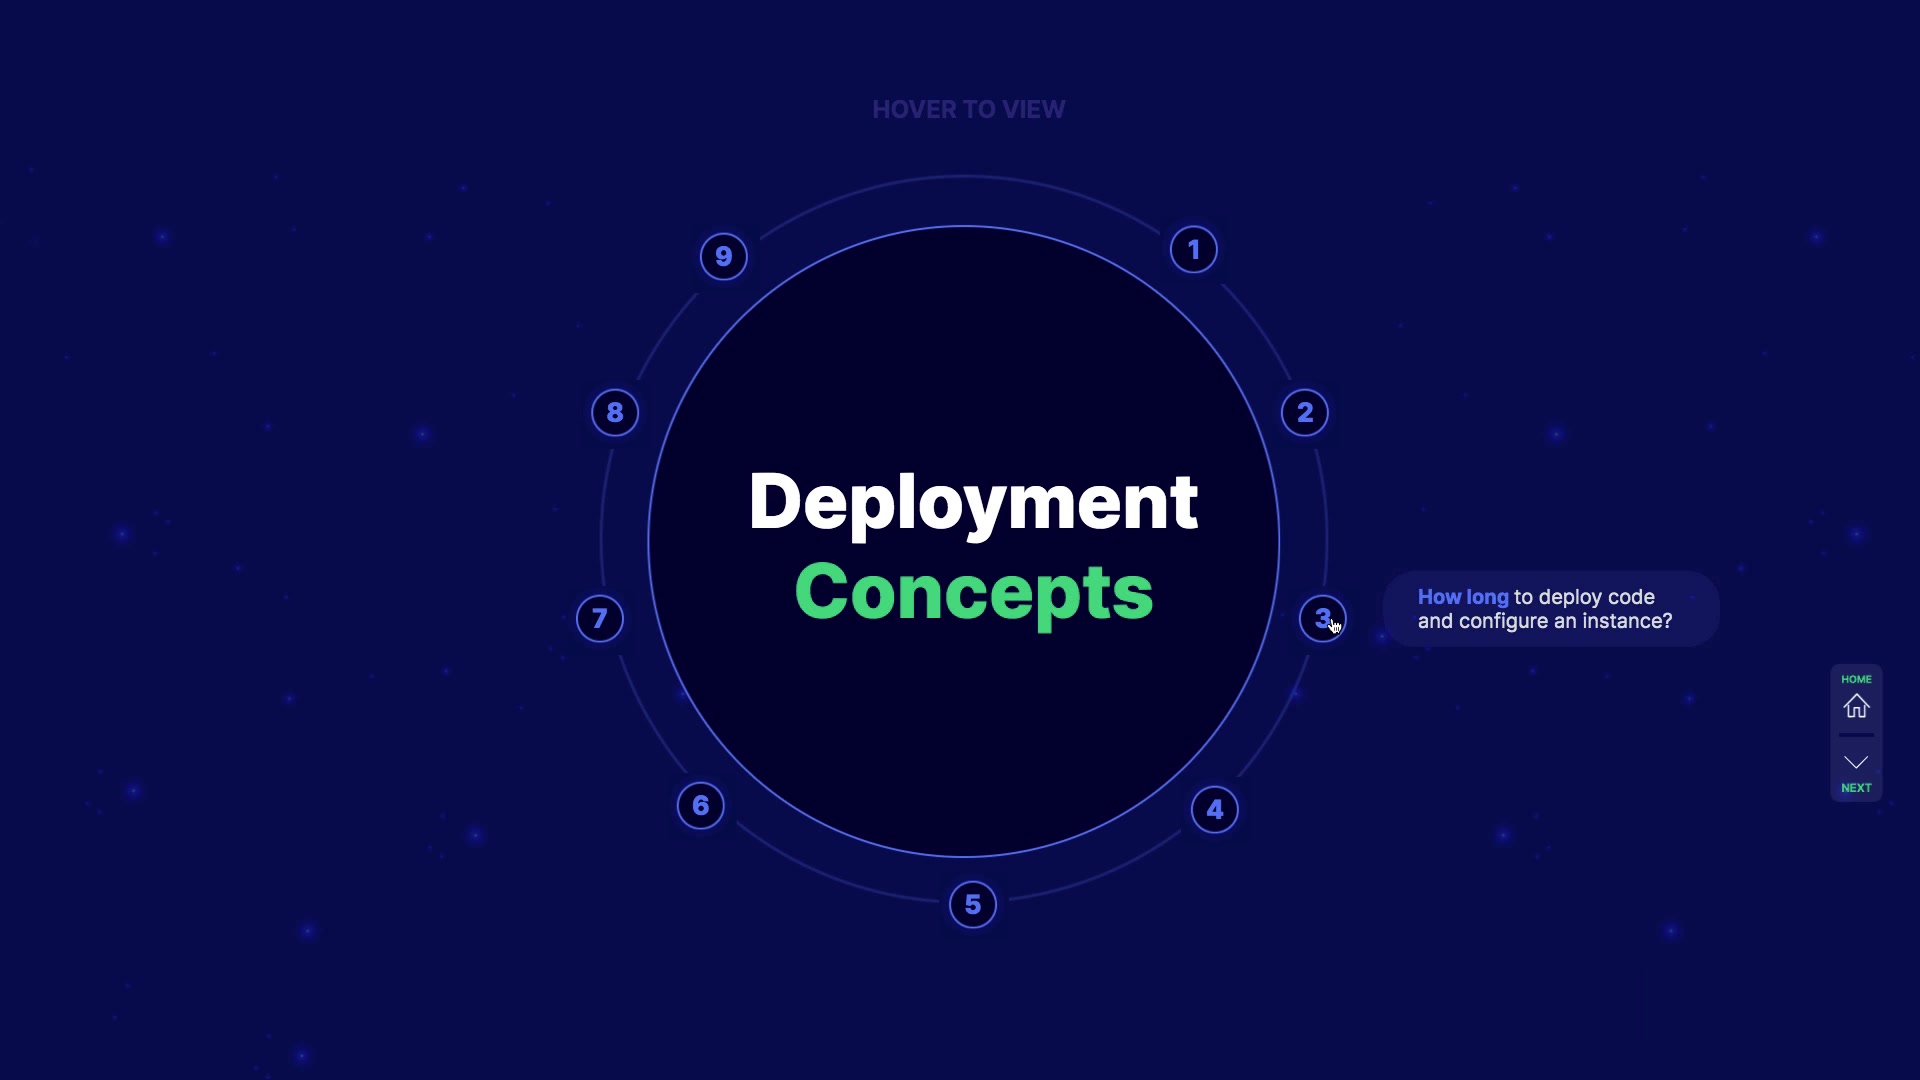 HOVER TO VIEW
9
1
8
2
Deployment
Concepts
7
3
How long to deploy code
and configure an instance?
HOME
NEXT
6
4
5